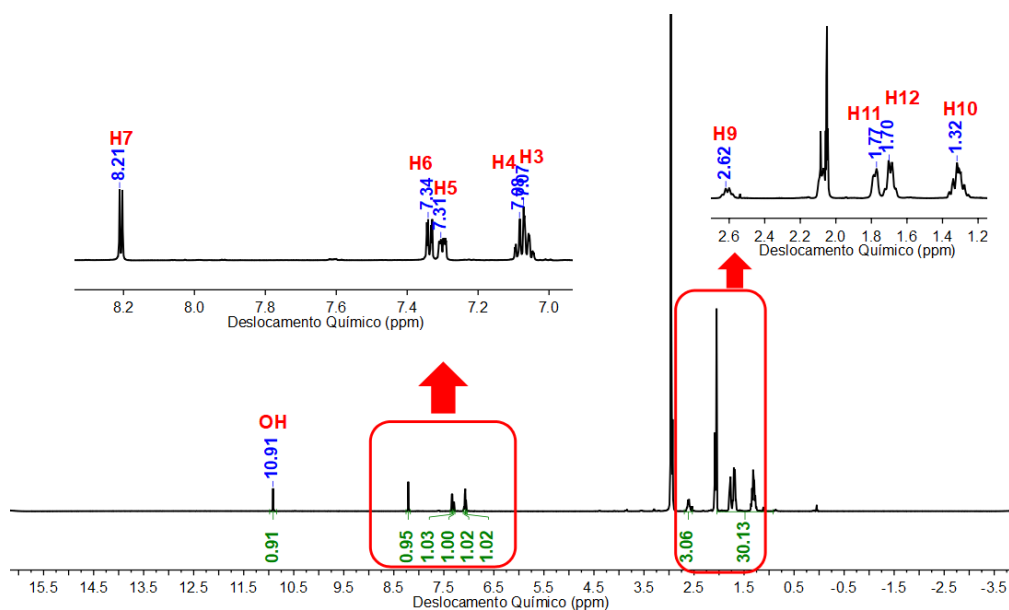 H7
8.21
H6
7.34
H5
7.31
H4
7.08
H3
7.07
8.2 8.0 7.8 7.6 7.4 7.2 7.0
Deslocamento Químico (ppm)
H9
2.62
H11
1.77
H12
1.70
H10
1.32
2.6 2.4 2.2 2.0 1.8 1.6 1.4 1.2
Deslocamento Químico (ppm)
OH
10.91
0.91
0.95
1.03
1.00
1.02
1.02
3.06
30.13
15.5 14.5 13.5 12.5 11.5 10.5 9.5 8.5 7.5 6.5 5.5 4.5 3.5 2.5 1.5 0.5 -0.5 -1.5 -2.5 -3.5
Deslocamento Químico (ppm)